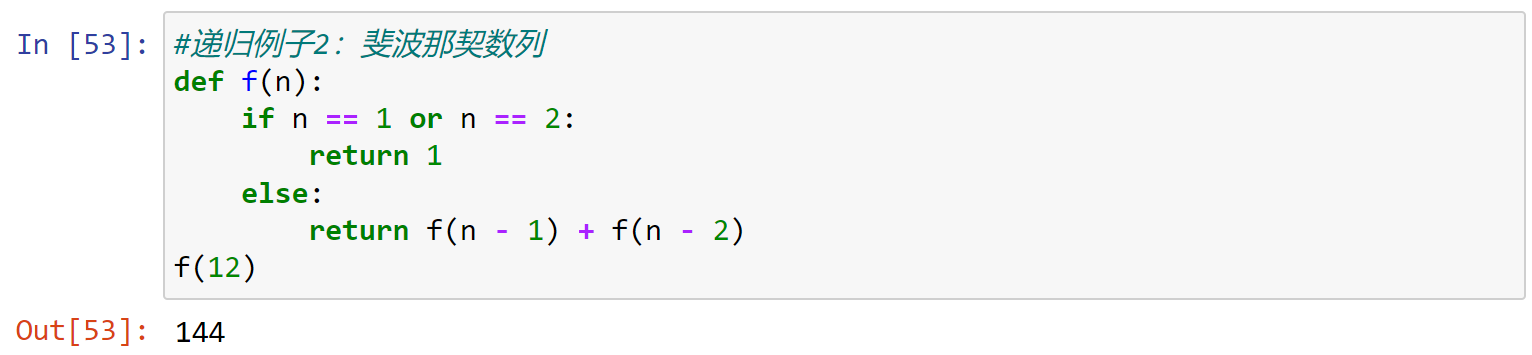 In [53]: #递归例子2：斐波那契数列
def f(n):
    if n == 1 or n == 2:
        return 1
    else:
        return f(n - 1) + f(n - 2)
f(12)
Out[53]: 144